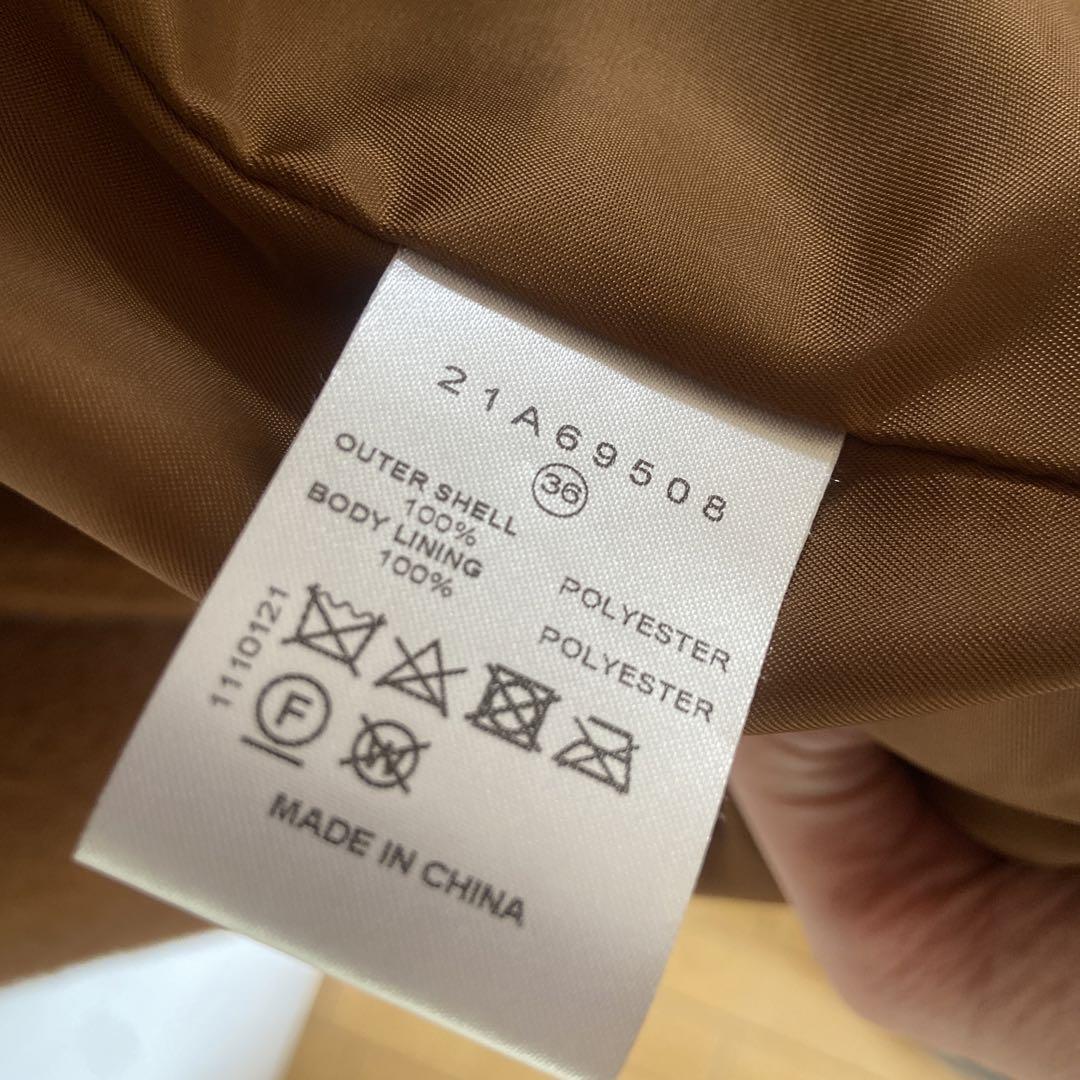 21A69508
36
OUTER SHELL
100% POLYESTER
BODY LINING
100% POLYESTER
1110121
F
W
MADE IN CHINA